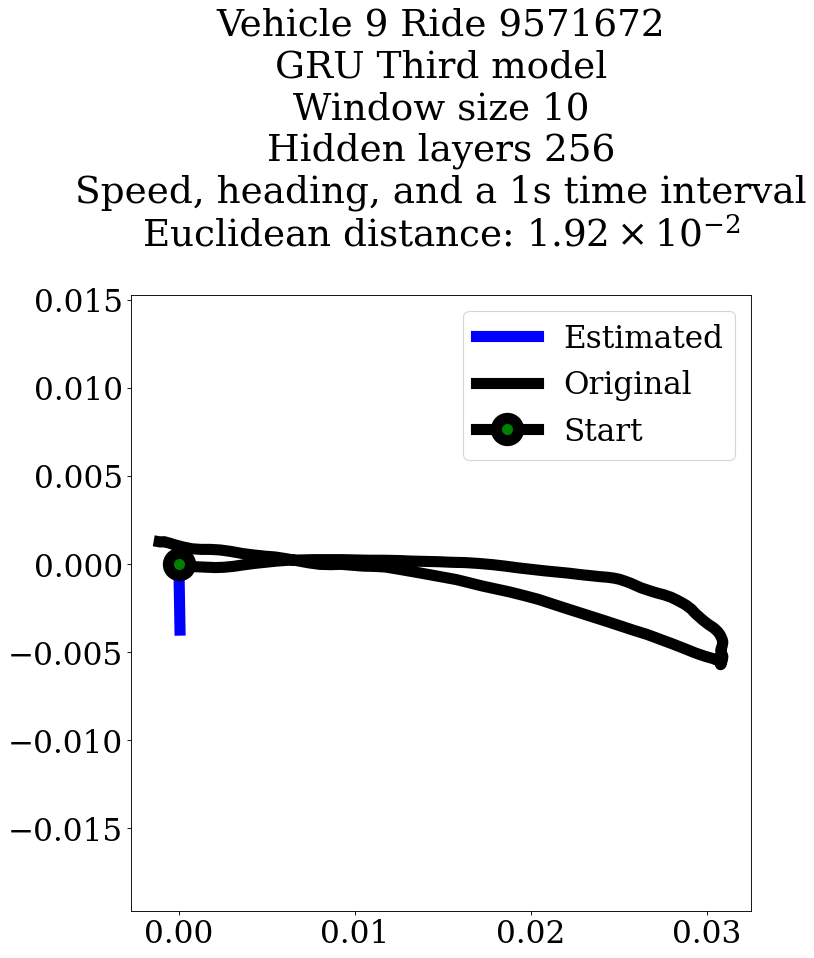 Vehicle 9 Ride 9571672
GRU Third model
Window size 10
Hidden layers 256
Speed, heading, and a 1s time interval
Euclidean distance: 1.92 × 10⁻²
0.015
Estimated
Original
0.010
Start
0.005
0.000
−0.005
−0.010
−0.015
0.00 0.01 0.02 0.03